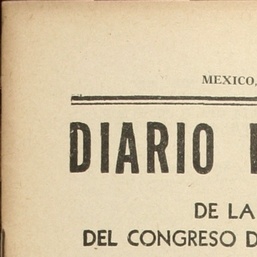 MEXICO,
DIARIO
DE LA
DEL CONGRESO D